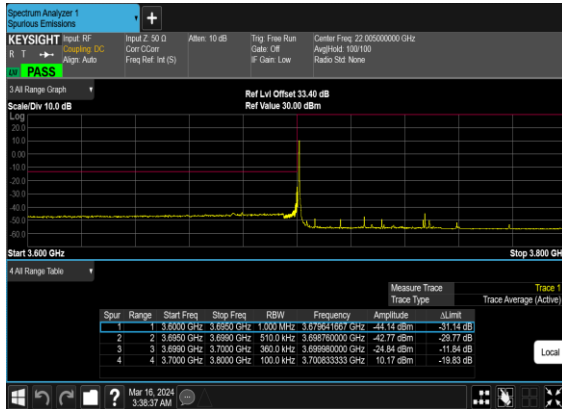 Spectrum Analyzer 1
Spurious Emissions
+
KEYSIGHT Input: RF Input Z: 50 Ω Atten: 10 dB Trig: Free Run Center Freq: 22.005000000 GHz
R T Coupling: DC Corr CCorr Gate: Off Avg|Hold: 100/100
Align: Auto Freq Ref: Int (S) IF Gain: Low Radio Std: None
PASS
3 All Range Graph
Ref Lvl Offset 33.40 dB
Scale/Div 10.0 dB Ref Value 30.00 dBm
Log
20.0
10.0
0.00
-10.0
-20.0
-30.0
-40.0
-50.0
-60.0
Start 3.600 GHz Stop 3.800 GH
4 All Range Table
Measure Trace Trace 1
Trace Type Trace Average (Active)
Spur Range Start Freq Stop Freq RBW Frequency Amplitude ΔLimit
1 1 3.6000 GHz 3.6950 GHz 1.000 MHz 3.679641667 GHz -44.14 dBm -31.14 dB
2 2 3.6950 GHz 3.6990 GHz 510.0 kHz 3.698760000 GHz -42.77 dBm -29.77 dB
3 3 3.6990 GHz 3.7000 GHz 360.0 kHz 3.699980000 GHz -24.84 dBm -11.84 dB
4 4 3.7000 GHz 3.8000 GHz 100.0 kHz 3.700833333 GHz 10.17 dBm -19.83 dB
Local
? Mar 16, 2024
3:38:37 AM